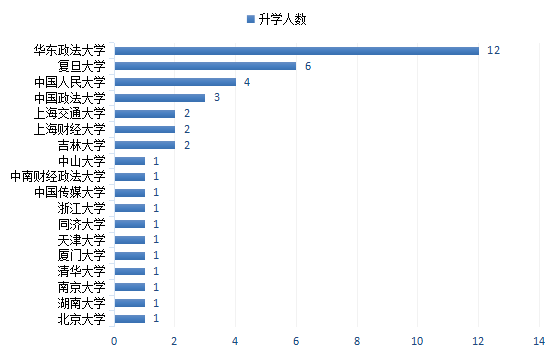 升学人数
华东政法大学 12
复旦大学 6
中国人民大学 4
中国政法大学 3
上海交通大学 2
上海财经大学 2
吉林大学 2
中山大学 1
中南财经政法大学 1
中国传媒大学 1
浙江大学 1
同济大学 1
天津大学 1
厦门大学 1
清华大学 1
南京大学 1
湖南大学 1
北京大学 1
0 2 4 6 8 10 12 14